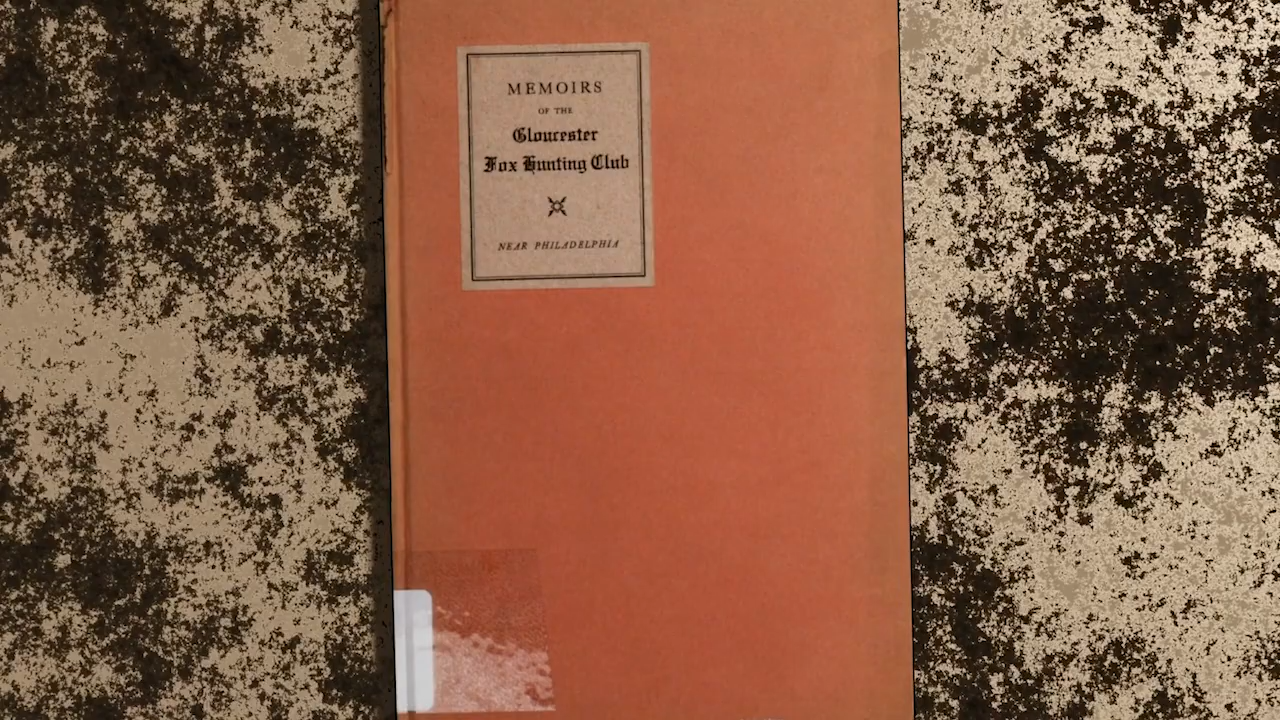 MEMOIRS
OF THE
Gloucester
Fox Hunting Club
NEAR PHILADELPHIA